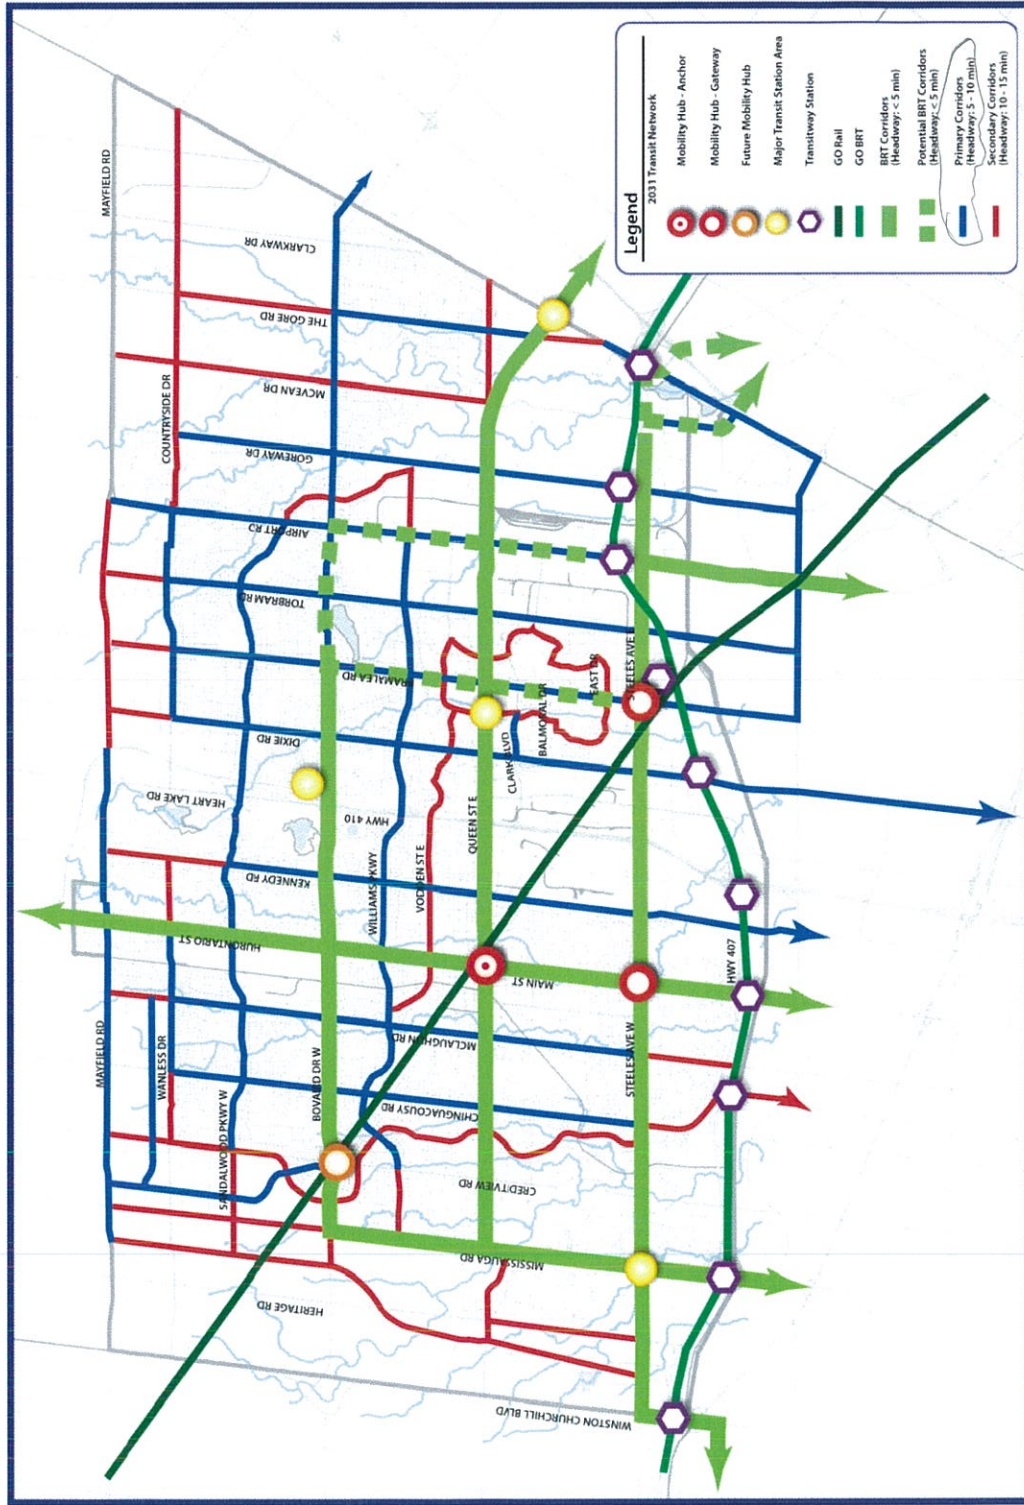 Legend
2031 Transit Network
Mobility Hub - Anchor
Mobility Hub - Gateway
Future Mobility Hub
Major Transit Station Area
Transitway Station
GO Rail
GO BRT
BRT Corridors
(Headway: < 5 min)
Potential BRT Corridors
(Headway: < 5 min)
Primary Corridors
(Headway: 5 - 10 min)
Secondary Corridors
(Headway: 10 - 15 min)
MAYFIELD RD
MAYFIELD RD
COUNTRYSIDE DR
WANLESS DR
SANDALWOOD PKWY W
BOVAIRD DR W
WILLIAMS PKWY
VODDEN ST E
QUEEN ST E
CLARK BLVD
BALMORAL DR
EAST DR
STEELES AVE E
STEELES AVE W
HWY 407
HWY 410
CLARKWAY DR
THE GORE RD
MCVEAN DR
GOREWAY DR
AIRPORT RD
TORBRAM RD
BRAMALEA RD
DIXIE RD
HEART LAKE RD
KENNEDY RD
HURONTARIO ST
MAIN ST
MCLAUGHLIN RD
CHINGUACOUSY RD
CREDITVIEW RD
MISSISSAUGA RD
HERITAGE RD
WINSTON CHURCHILL BLVD